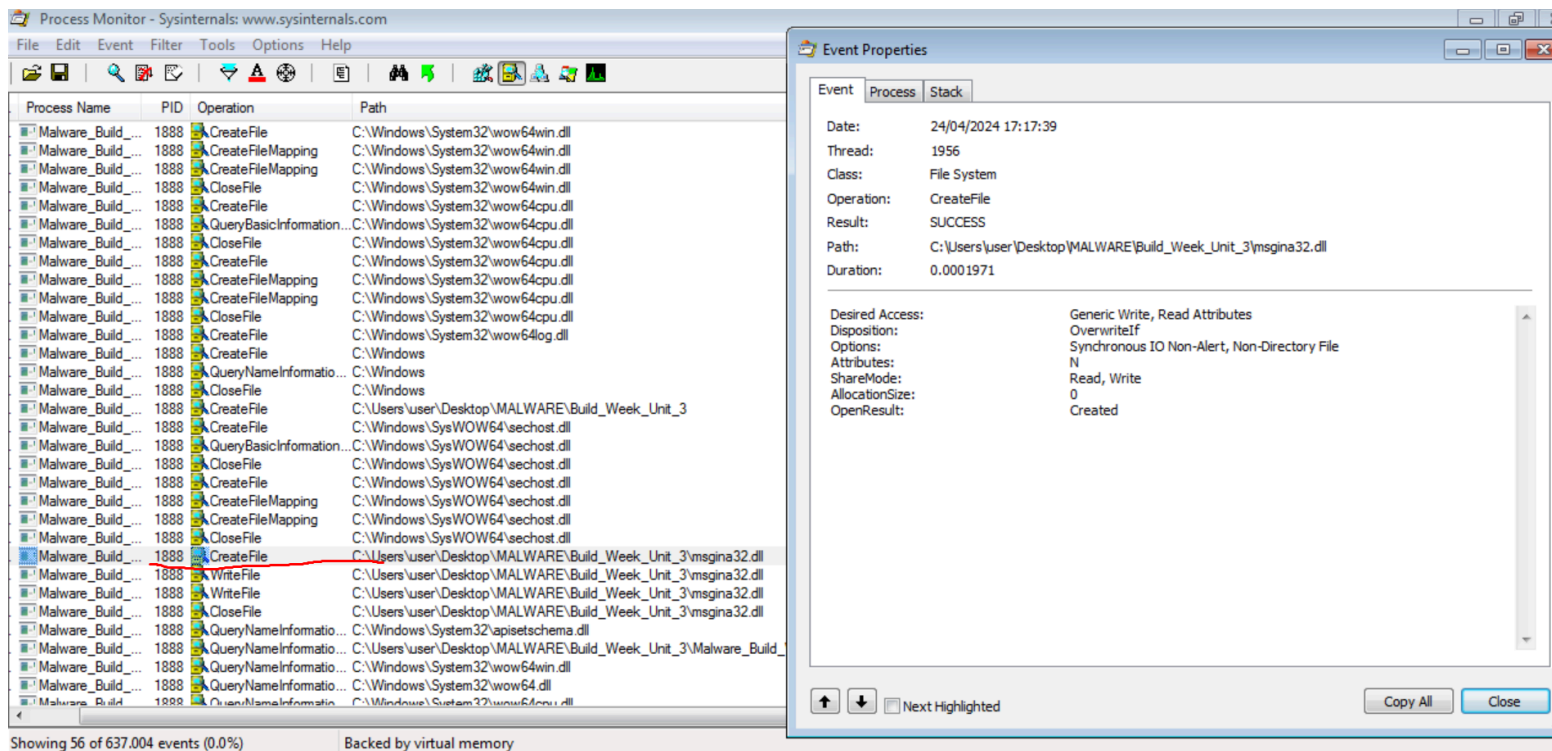 Process Monitor - Sysinternals: www.sysinternals.com
File Edit Event Filter Tools Options Help
Process Name PID Operation Path
Malware_Build_... 1888 CreateFile C:\Windows\System32\wow64win.dll
Malware_Build_... 1888 CreateFileMapping C:\Windows\System32\wow64win.dll
Malware_Build_... 1888 CreateFileMapping C:\Windows\System32\wow64win.dll
Malware_Build_... 1888 CloseFile C:\Windows\System32\wow64win.dll
Malware_Build_... 1888 CreateFile C:\Windows\System32\wow64cpu.dll
Malware_Build_... 1888 QueryBasicInformation... C:\Windows\System32\wow64cpu.dll
Malware_Build_... 1888 CloseFile C:\Windows\System32\wow64cpu.dll
Malware_Build_... 1888 CreateFile C:\Windows\System32\wow64cpu.dll
Malware_Build_... 1888 CreateFileMapping C:\Windows\System32\wow64cpu.dll
Malware_Build_... 1888 CreateFileMapping C:\Windows\System32\wow64cpu.dll
Malware_Build_... 1888 CloseFile C:\Windows\System32\wow64cpu.dll
Malware_Build_... 1888 CreateFile C:\Windows\System32\wow64log.dll
Malware_Build_... 1888 CreateFile C:\Windows
Malware_Build_... 1888 QueryNameInformatio... C:\Windows
Malware_Build_... 1888 CloseFile C:\Windows
Malware_Build_... 1888 CreateFile C:\Users\user\Desktop\MALWARE\Build_Week_Unit_3
Malware_Build_... 1888 CreateFile C:\Windows\SysWOW64\sechost.dll
Malware_Build_... 1888 QueryBasicInformation... C:\Windows\SysWOW64\sechost.dll
Malware_Build_... 1888 CloseFile C:\Windows\SysWOW64\sechost.dll
Malware_Build_... 1888 CreateFile C:\Windows\SysWOW64\sechost.dll
Malware_Build_... 1888 CreateFileMapping C:\Windows\SysWOW64\sechost.dll
Malware_Build_... 1888 CreateFileMapping C:\Windows\SysWOW64\sechost.dll
Malware_Build_... 1888 CloseFile C:\Windows\SysWOW64\sechost.dll
Malware_Build_... 1888 CreateFile C:\Users\user\Desktop\MALWARE\Build_Week_Unit_3\msgina32.dll
Malware_Build_... 1888 WriteFile C:\Users\user\Desktop\MALWARE\Build_Week_Unit_3\msgina32.dll
Malware_Build_... 1888 WriteFile C:\Users\user\Desktop\MALWARE\Build_Week_Unit_3\msgina32.dll
Malware_Build_... 1888 CloseFile C:\Users\user\Desktop\MALWARE\Build_Week_Unit_3\msgina32.dll
Malware_Build_... 1888 QueryNameInformatio... C:\Windows\System32\apisetschema.dll
Malware_Build_... 1888 QueryNameInformatio... C:\Users\user\Desktop\MALWARE\Build_Week_Unit_3\Malware_Build_
Malware_Build_... 1888 QueryNameInformatio... C:\Windows\System32\wow64win.dll
Malware_Build_... 1888 QueryNameInformatio... C:\Windows\System32\wow64.dll
Malware_Build_... 1888 QueryNameInformatio... C:\Windows\System32\wow64cpu.dll
Showing 56 of 637.004 events (0.0%) Backed by virtual memory
Event Properties
Event Process Stack
Date: 24/04/2024 17:17:39
Thread: 1956
Class: File System
Operation: CreateFile
Result: SUCCESS
Path: C:\Users\user\Desktop\MALWARE\Build_Week_Unit_3\msgina32.dll
Duration: 0.0001971
Desired Access: Generic Write, Read Attributes
Disposition: OverwriteIf
Options: Synchronous IO Non-Alert, Non-Directory File
Attributes: N
ShareMode: Read, Write
AllocationSize: 0
OpenResult: Created
Next Highlighted Copy All Close